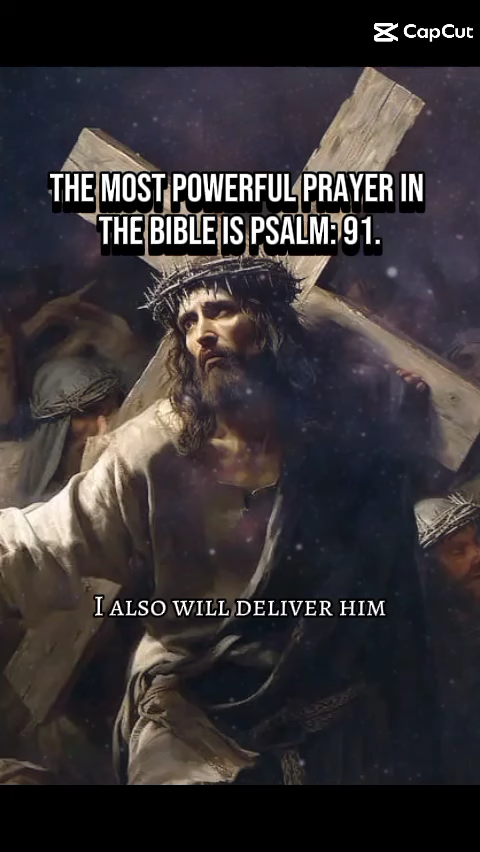 CapCut
THE MOST POWERFUL PRAYER IN
THE BIBLE IS PSALM: 91.
I ALSO WILL DELIVER HIM